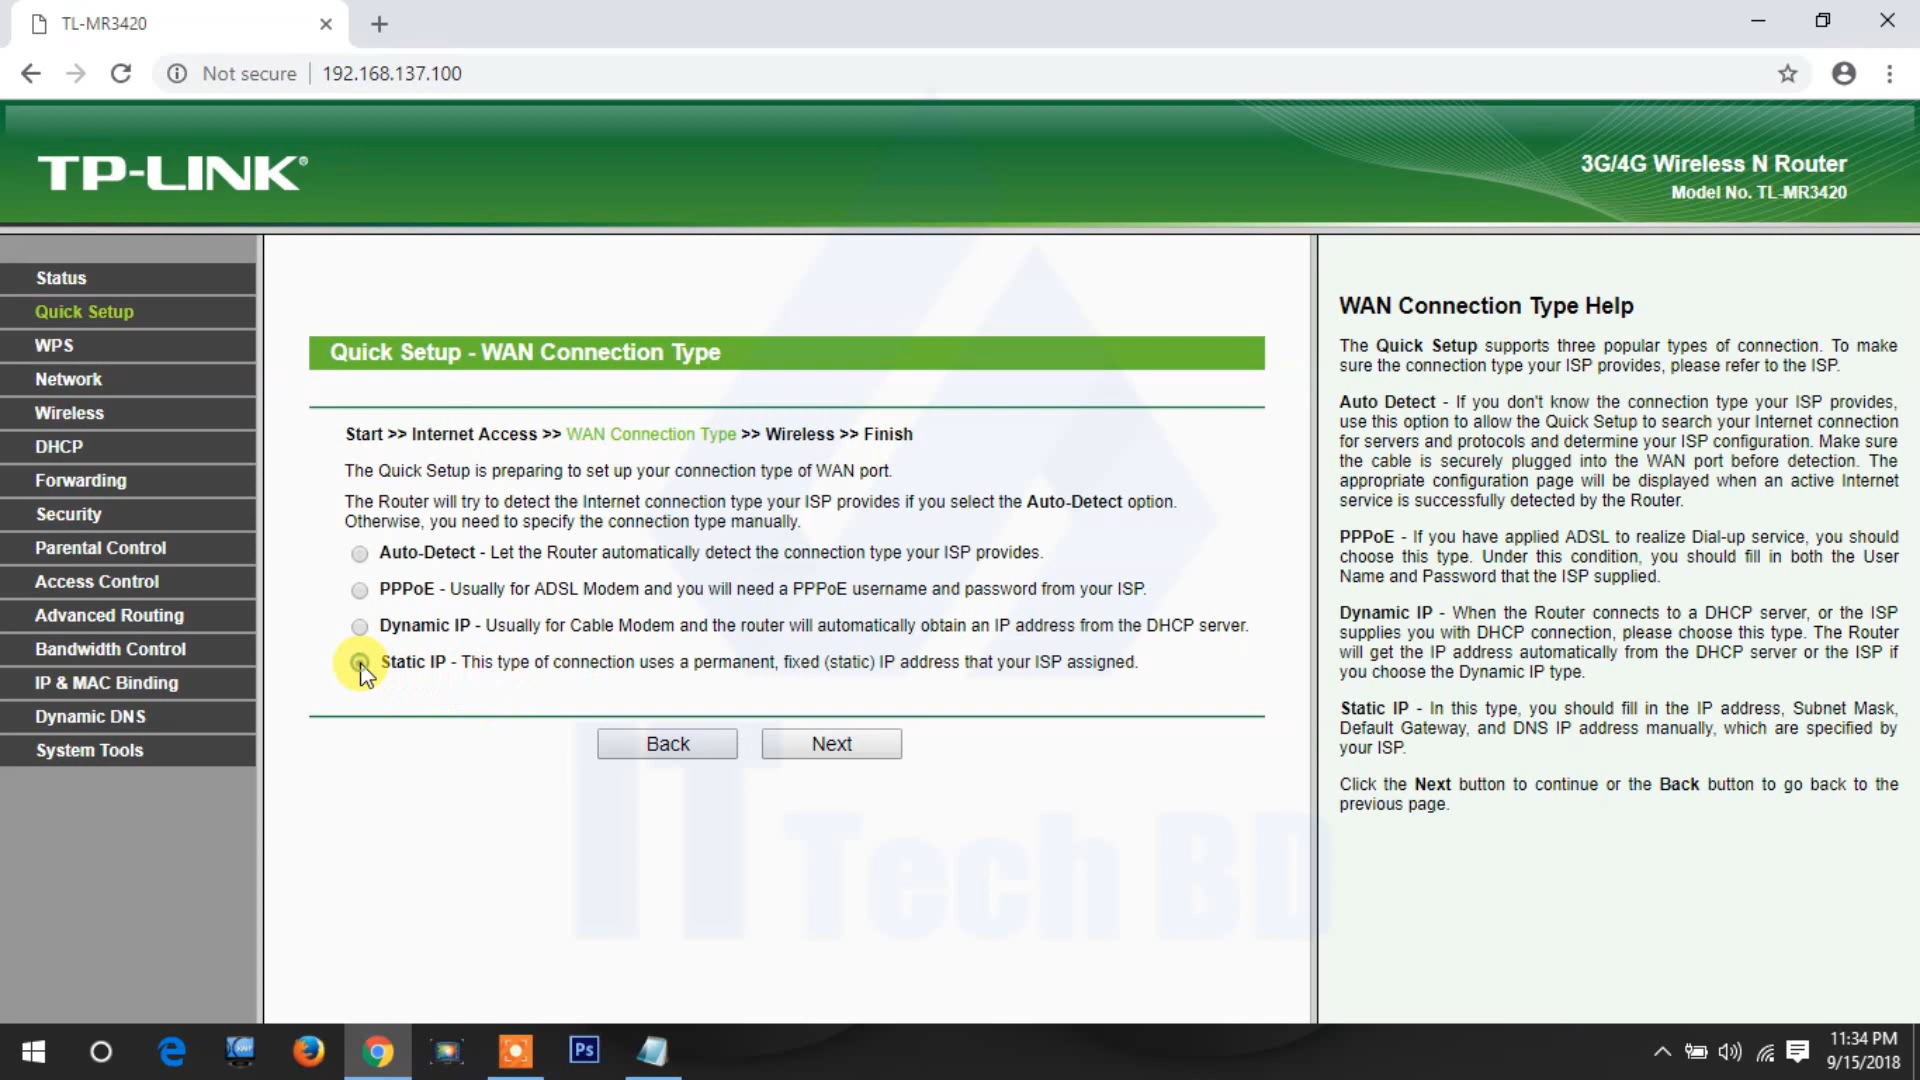 TL-MR3420
Not secure
192.168.137.100
TP-LINK®
3G/4G Wireless N Router
Model No. TL-MR3420
Status
Quick Setup
WPS
Network
Wireless
DHCP
Forwarding
Security
Parental Control
Access Control
Advanced Routing
Bandwidth Control
IP & MAC Binding
Dynamic DNS
System Tools
Quick Setup - WAN Connection Type
Start >> Internet Access >> WAN Connection Type >> Wireless >> Finish
The Quick Setup is preparing to set up your connection type of WAN port.
The Router will try to detect the Internet connection type your ISP provides if you select the Auto-Detect option.
Otherwise, you need to specify the connection type manually.
Auto-Detect - Let the Router automatically detect the connection type your ISP provides.
PPPoE - Usually for ADSL Modem and you will need a PPPoE username and password from your ISP.
Dynamic IP - Usually for Cable Modem and the router will automatically obtain an IP address from the DHCP server.
Static IP - This type of connection uses a permanent, fixed (static) IP address that your ISP assigned.
Back
Next
IT Tech BD
WAN Connection Type Help
The Quick Setup supports three popular types of connection. To make
sure the connection type your ISP provides, please refer to the ISP.
Auto Detect - If you don't know the connection type your ISP provides,
use this option to allow the Quick Setup to search your Internet connection
for servers and protocols and determine your ISP configuration. Make sure
the cable is securely plugged into the WAN port before detection. The
appropriate configuration page will be displayed when an active Internet
service is successfully detected by the Router.
PPPoE - If you have applied ADSL to realize Dial-up service, you should
choose this type. Under this condition, you should fill in both the User
Name and Password that the ISP supplied.
Dynamic IP - When the Router connects to a DHCP server, or the ISP
supplies you with DHCP connection, please choose this type. The Router
will get the IP address automatically from the DHCP server or the ISP if
you choose the Dynamic IP type.
Static IP - In this type, you should fill in the IP address, Subnet Mask,
Default Gateway, and DNS IP address manually, which are specified by
your ISP.
Click the Next button to continue or the Back button to go back to the
previous page.
Ps
11:34 PM
9/15/2018